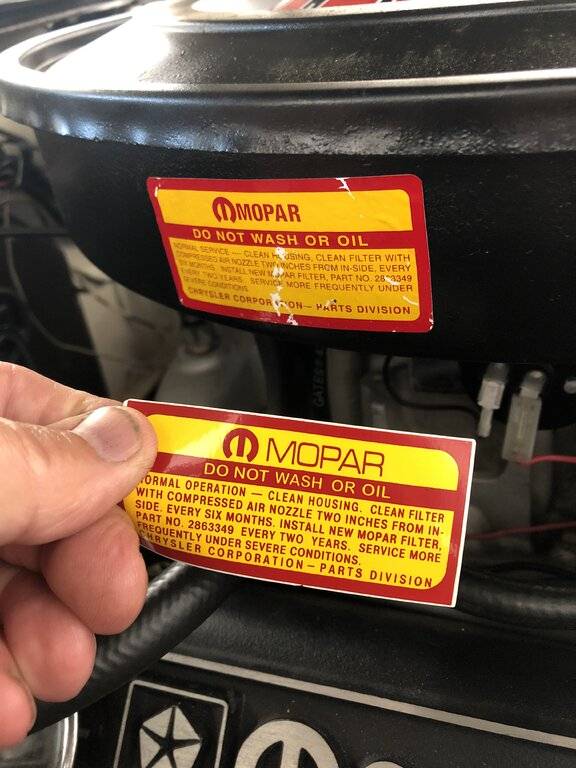 MOPAR
DO NOT WASH OR OIL
NORMAL SERVICE — CLEAN HOUSING, CLEAN FILTER WITH
COMPRESSED AIR NOZZLE TWO INCHES FROM IN-SIDE, EVERY
SIX MONTHS. INSTALL NEW MOPAR FILTER, PART NO. 3349
EVERY TWO YEARS. SERVICE MORE FREQUENTLY UNDER
SEVERE CONDITIONS.
CHRYSLER CORPORATION — PARTS DIVISION
GATES
MOPAR
DO NOT WASH OR OIL
NORMAL OPERATION — CLEAN HOUSING. CLEAN FILTER
WITH COMPRESSED AIR NOZZLE TWO INCHES FROM IN-
SIDE. EVERY SIX MONTHS. INSTALL NEW MOPAR FILTER,
PART NO. 2863349 EVERY TWO YEARS. SERVICE MORE
FREQUENTLY UNDER SEVERE CONDITIONS.
CHRYSLER CORPORATION – PARTS DIVISION